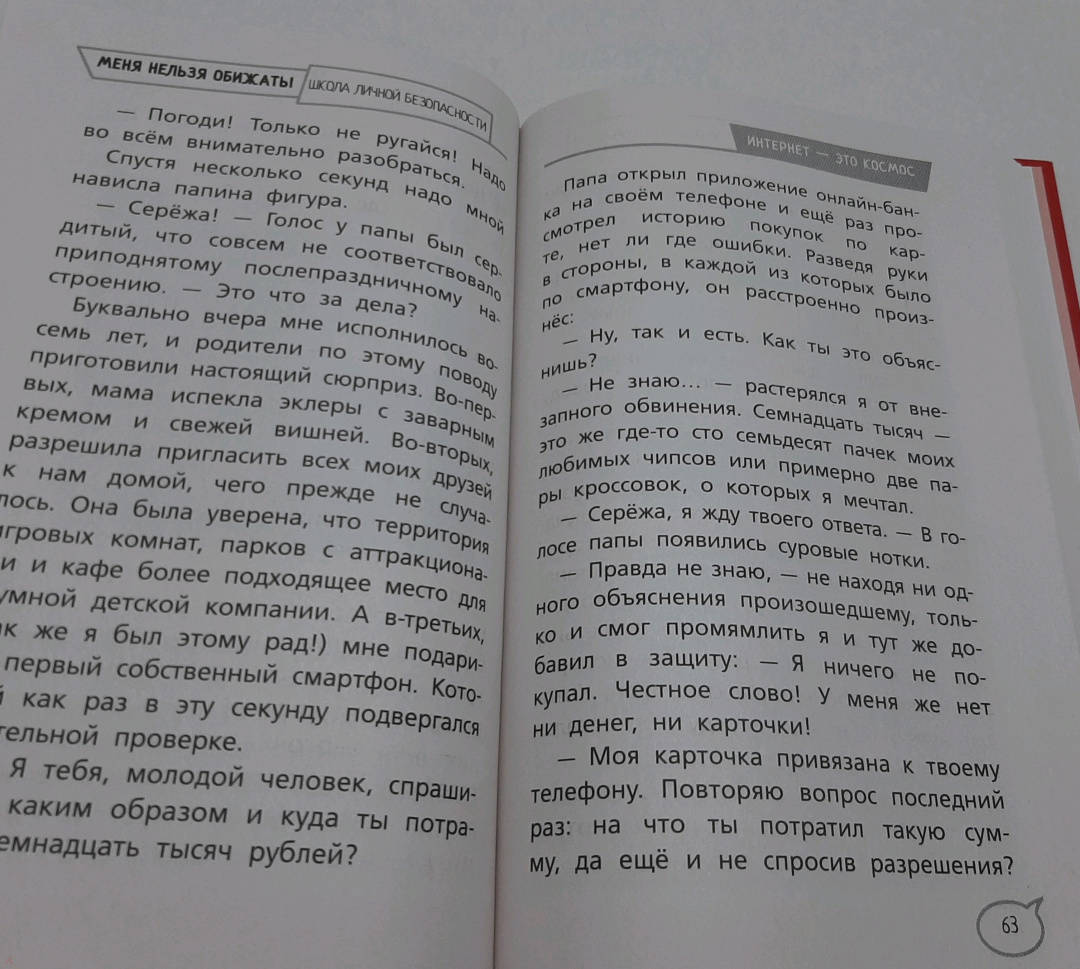 МЕНЯ НЕЛЬЗЯ ОБИЖАТЬ!
ШКОЛА ЛИЧНОЙ БЕЗОПАСНОСТИ
— Погоди! Только не ругайся! Надо
во всём внимательно разобраться.
Спустя несколько секунд надо мной
нависла папина фигура.
— Серёжа! — Голос у папы был сер-
дитый, что совсем не соответствовало
приподнятому послепраздничному на-
строению. — Это что за дела?
Буквально вчера мне исполнилось во-
семь лет, и родители по этому поводу
приготовили настоящий сюрприз. Во-пер-
вых, мама испекла эклеры с заварным
кремом и свежей вишней. Во-вторых,
разрешила пригласить всех моих друзей
к нам домой, чего прежде не случа-
лось. Она была уверена, что территория
игровых комнат, парков с аттракциона-
и и кафе более подходящее место для
умной детской компании. А в-третьих,
ак же я был этому рад!) мне подари-
первый собственный смартфон. Кото-
й как раз в эту секунду подвергался
тельной проверке.
Я тебя, молодой человек, спраши-
каким образом и куда ты потра-
емнадцать тысяч рублей?
ИНТЕРНЕТ — ЭТО КОСМОС
Папа открыл приложение онлайн-бан-
ка на своём телефоне и ещё раз про-
смотрел историю покупок по кар-
те, нет ли где ошибки. Разведя руки
в стороны, в каждой из которых было
по смартфону, он расстроенно произ-
нёс:
— Ну, так и есть. Как ты это объяс-
нишь?
— Не знаю... — растерялся я от вне-
запного обвинения. Семнадцать тысяч —
это же где-то сто семьдесят пачек моих
любимых чипсов или примерно две па-
ры кроссовок, о которых я мечтал.
— Серёжа, я жду твоего ответа. — В го-
лосе папы появились суровые нотки.
— Правда не знаю, — не находя ни од-
ного объяснения произошедшему, толь-
ко и смог промямлить я и тут же до-
бавил в защиту: — Я ничего не по-
купал. Честное слово! У меня же нет
ни денег, ни карточки!
— Моя карточка привязана к твоему
телефону. Повторяю вопрос последний
раз: на что ты потратил такую сум-
му, да ещё и не спросив разрешения?
63